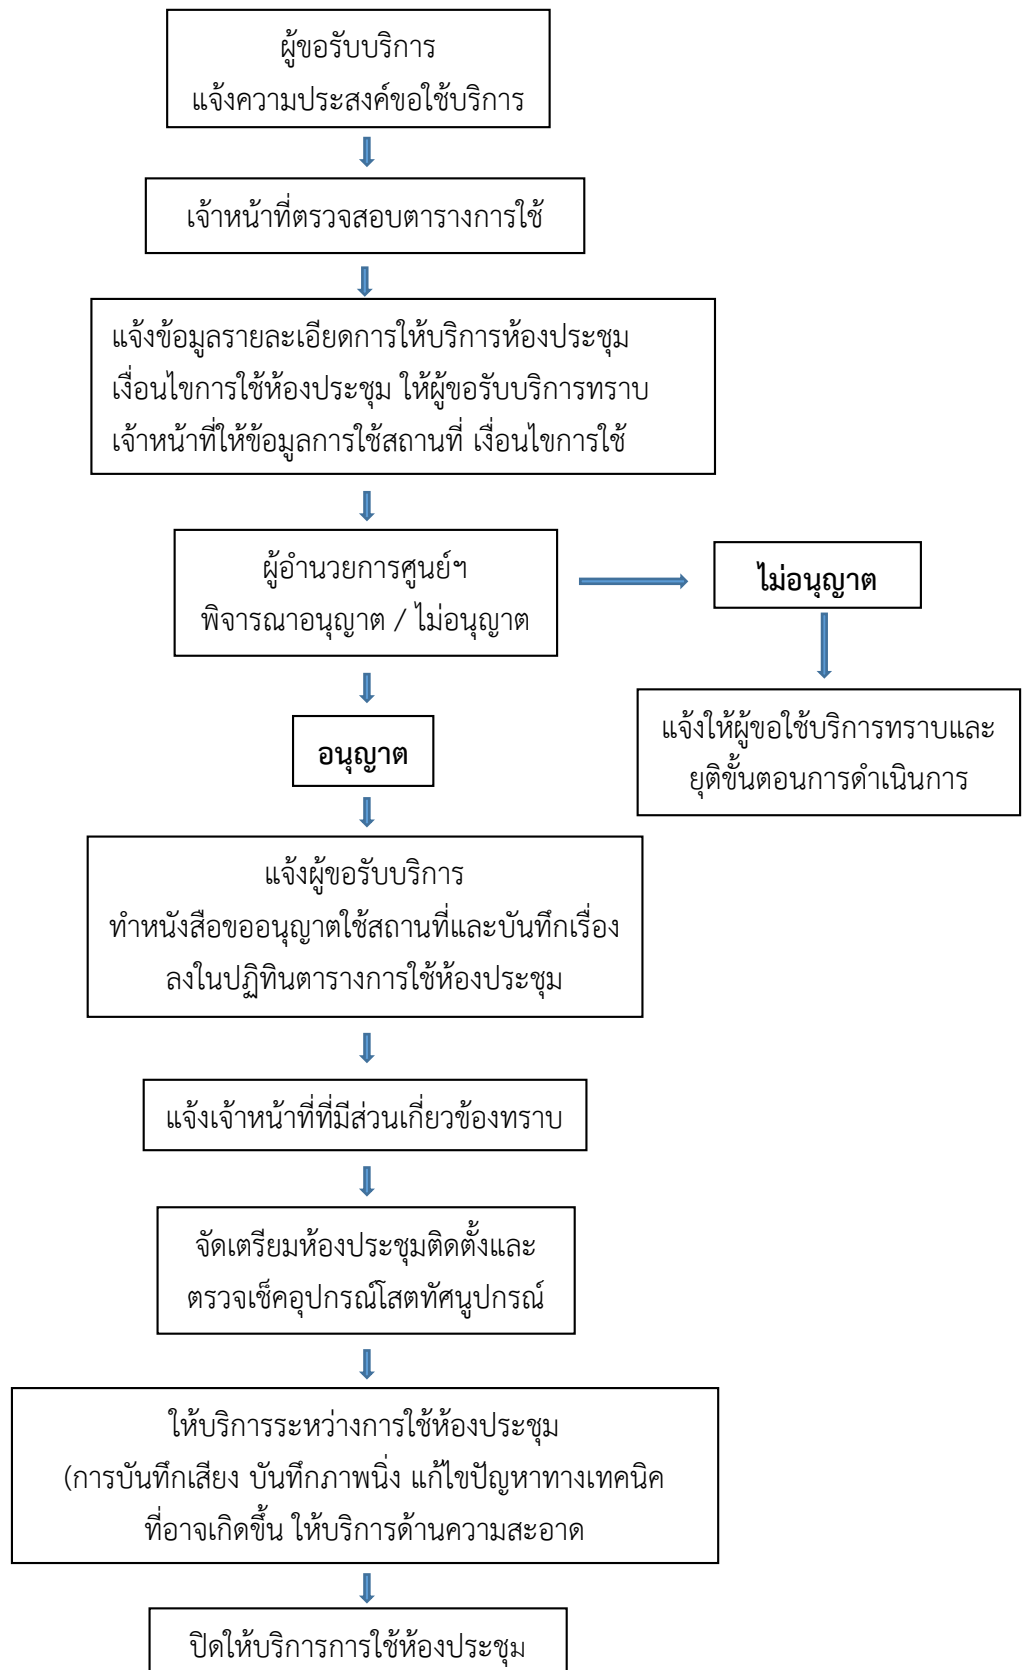 ผู้ขอรับบริการ
แจ้งความประสงค์ขอใช้บริการ
เจ้าหน้าที่ตรวจสอบตารางการใช้
แจ้งข้อมูลรายละเอียดการให้บริการห้องประชุม
เงื่อนไขการใช้ห้องประชุม ให้ผู้ขอรับบริการทราบ
เจ้าหน้าที่ให้ข้อมูลการใช้สถานที่ เงื่อนไขการใช้
ผู้อำนวยการศูนย์ฯ
พิจารณาอนุญาต / ไม่อนุญาต
ไม่อนุญาต
แจ้งให้ผู้ขอใช้บริการทราบและ
ยุติขั้นตอนการดำเนินการ
อนุญาต
แจ้งผู้ขอรับบริการ
ทำหนังสือขออนุญาตใช้สถานที่และบันทึกเรื่อง
ลงในปฏิทินตารางการใช้ห้องประชุม
แจ้งเจ้าหน้าที่ที่มีส่วนเกี่ยวข้องทราบ
จัดเตรียมห้องประชุมติดตั้งและ
ตรวจเช็คอุปกรณ์โสตทัศนูปกรณ์
ให้บริการระหว่างการใช้ห้องประชุม
(การบันทึกเสียง บันทึกภาพนิ่ง แก้ไขปัญหาทางเทคนิค
ที่อาจเกิดขึ้น ให้บริการด้านความสะอาด
ปิดให้บริการการใช้ห้องประชุม